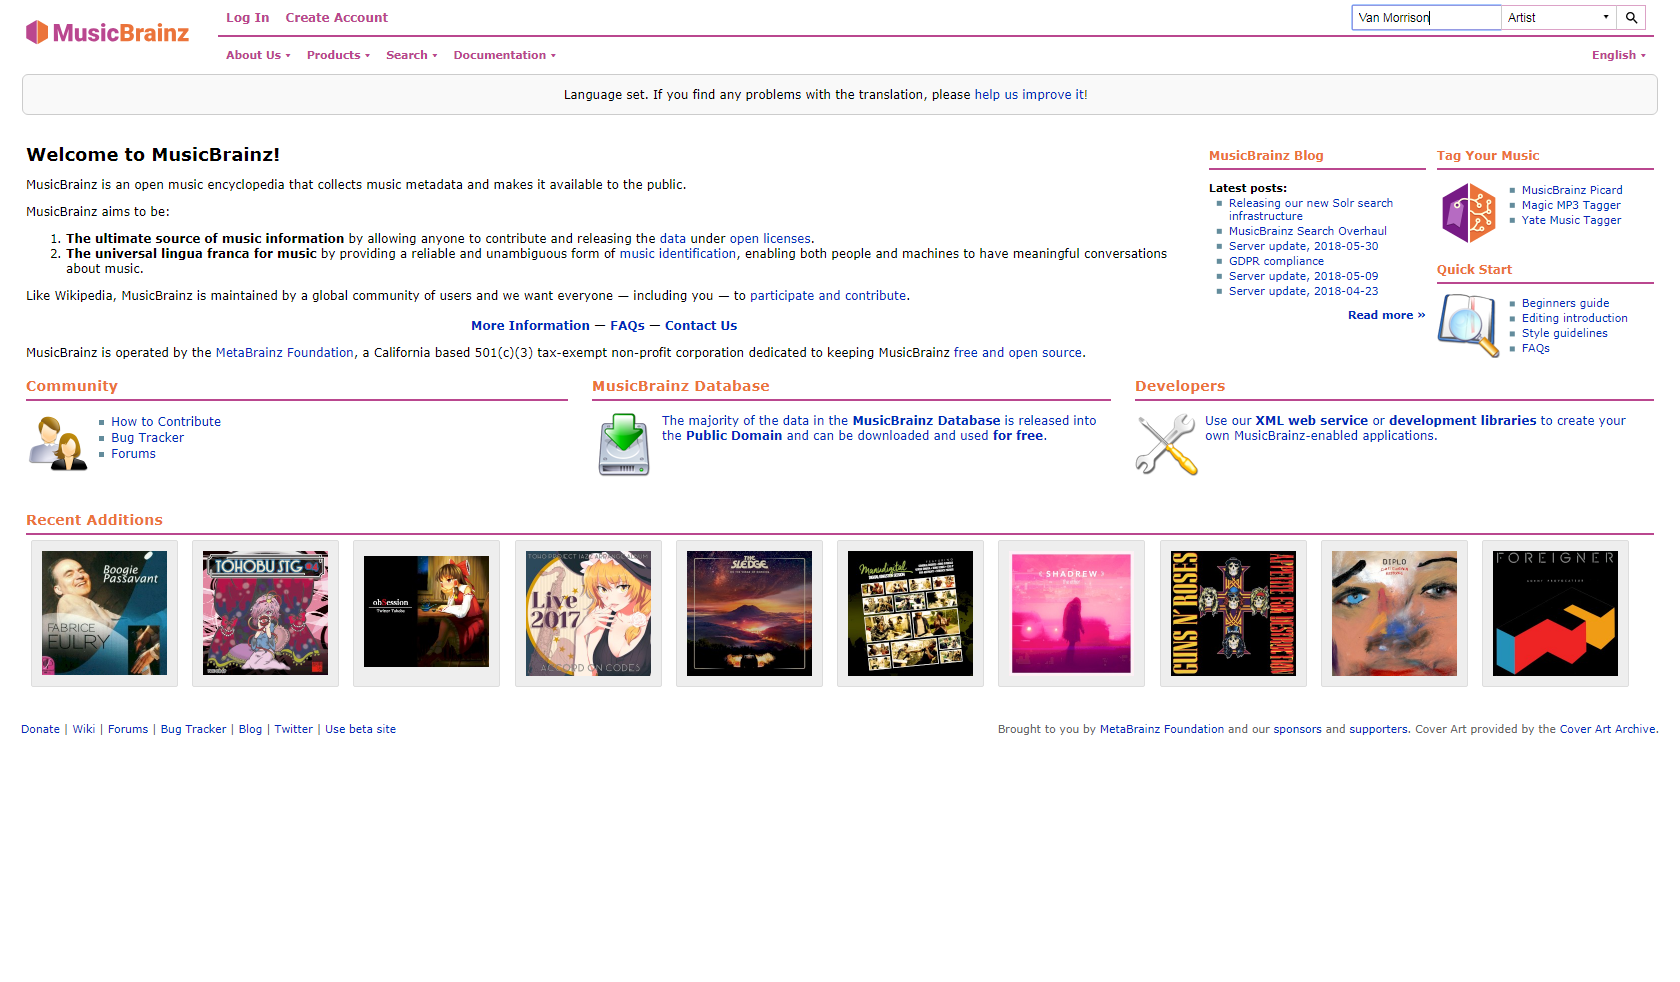 MusicBrainz
Log In Create Account
Van Morrison Artist
About Us Products Search Documentation English
Language set. If you find any problems with the translation, please help us improve it!
Welcome to MusicBrainz!
MusicBrainz is an open music encyclopedia that collects music metadata and makes it available to the public.
MusicBrainz aims to be:
1. The ultimate source of music information by allowing anyone to contribute and releasing the data under open licenses.
2. The universal lingua franca for music by providing a reliable and unambiguous form of music identification, enabling both people and machines to have meaningful conversations
about music.
Like Wikipedia, MusicBrainz is maintained by a global community of users and we want everyone — including you — to participate and contribute.
More Information — FAQs — Contact Us
MusicBrainz is operated by the MetaBrainz Foundation, a California based 501(c)(3) tax-exempt non-profit corporation dedicated to keeping MusicBrainz free and open source.
MusicBrainz Blog
Latest posts:
Releasing our new Solr search
infrastructure
MusicBrainz Search Overhaul
Server update, 2018-05-30
GDPR compliance
Server update, 2018-05-09
Server update, 2018-04-23
Read more »
Tag Your Music
MusicBrainz Picard
Magic MP3 Tagger
Yate Music Tagger
Quick Start
Beginners guide
Editing introduction
Style guidelines
FAQs
Community
How to Contribute
Bug Tracker
Forums
MusicBrainz Database
The majority of the data in the MusicBrainz Database is released into
the Public Domain and can be downloaded and used for free.
Developers
Use our XML web service or development libraries to create your
own MusicBrainz-enabled applications.
Recent Additions
Boogie
Passavant
FABRICE
EULRY
TOHOBU STG
obSession
TOHO PROJECT JAZZ ARRANGE ALBUM
Live
2017
ACCORD ON CODES
THE
SLEDGE
Manudigital
SHADREW
GUNS N' ROSES
APPETITE FOR DESTRUCTION
DIPLO
CALIFORNIA
FOREIGNER
AGENT PROVOCATEUR
Donate | Wiki | Forums | Bug Tracker | Blog | Twitter | Use beta site
Brought to you by MetaBrainz Foundation and our sponsors and supporters. Cover Art provided by the Cover Art Archive.